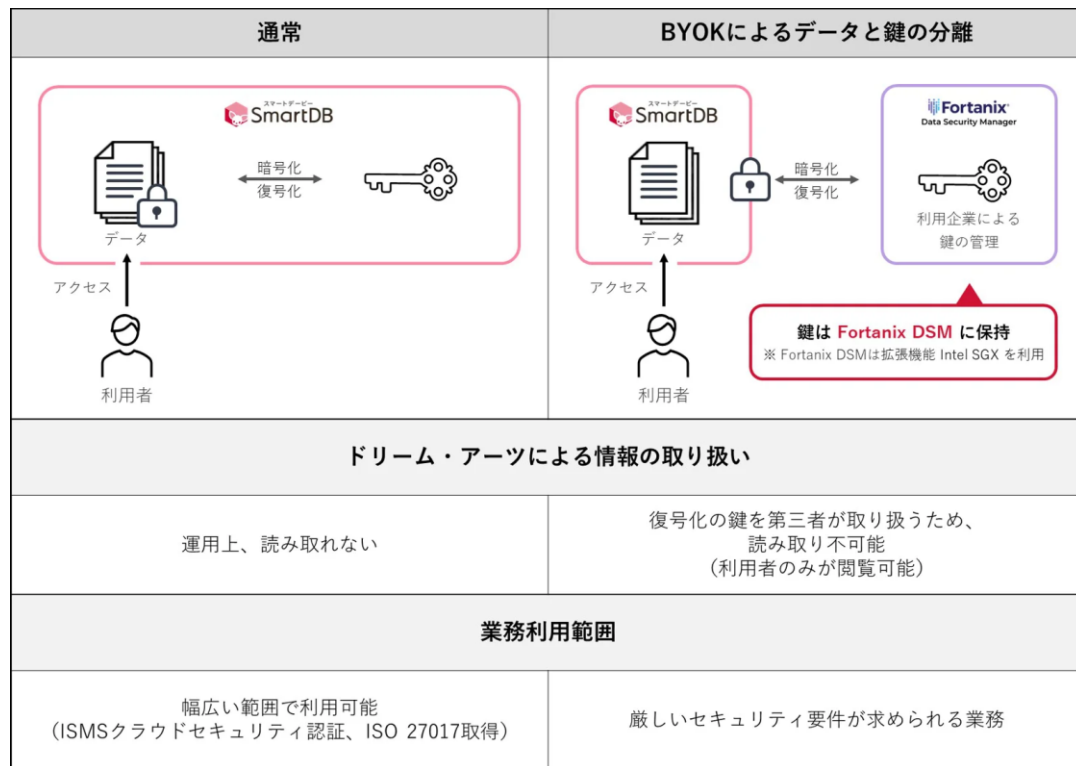 通常
BYOKによるデータと鍵の分離
スマートデービー
SmartDB
暗号化
復号化
データ
アクセス
利用者
スマートデービー
SmartDB
データ
暗号化
復号化
Fortanix
Data Security Manager
利用企業による
鍵の管理
アクセス
利用者
鍵は Fortanix DSM に保持
※ Fortanix DSMは拡張機能 Intel SGX を利用
ドリーム・アーツによる情報の取り扱い
運用上、読み取れない
復号化の鍵を第三者が取り扱うため、
読み取り不可能
(利用者のみが閲覧可能)
業務利用範囲
幅広い範囲で利用可能
(ISMSクラウドセキュリティ認証、ISO 27017取得)
厳しいセキュリティ要件が求められる業務